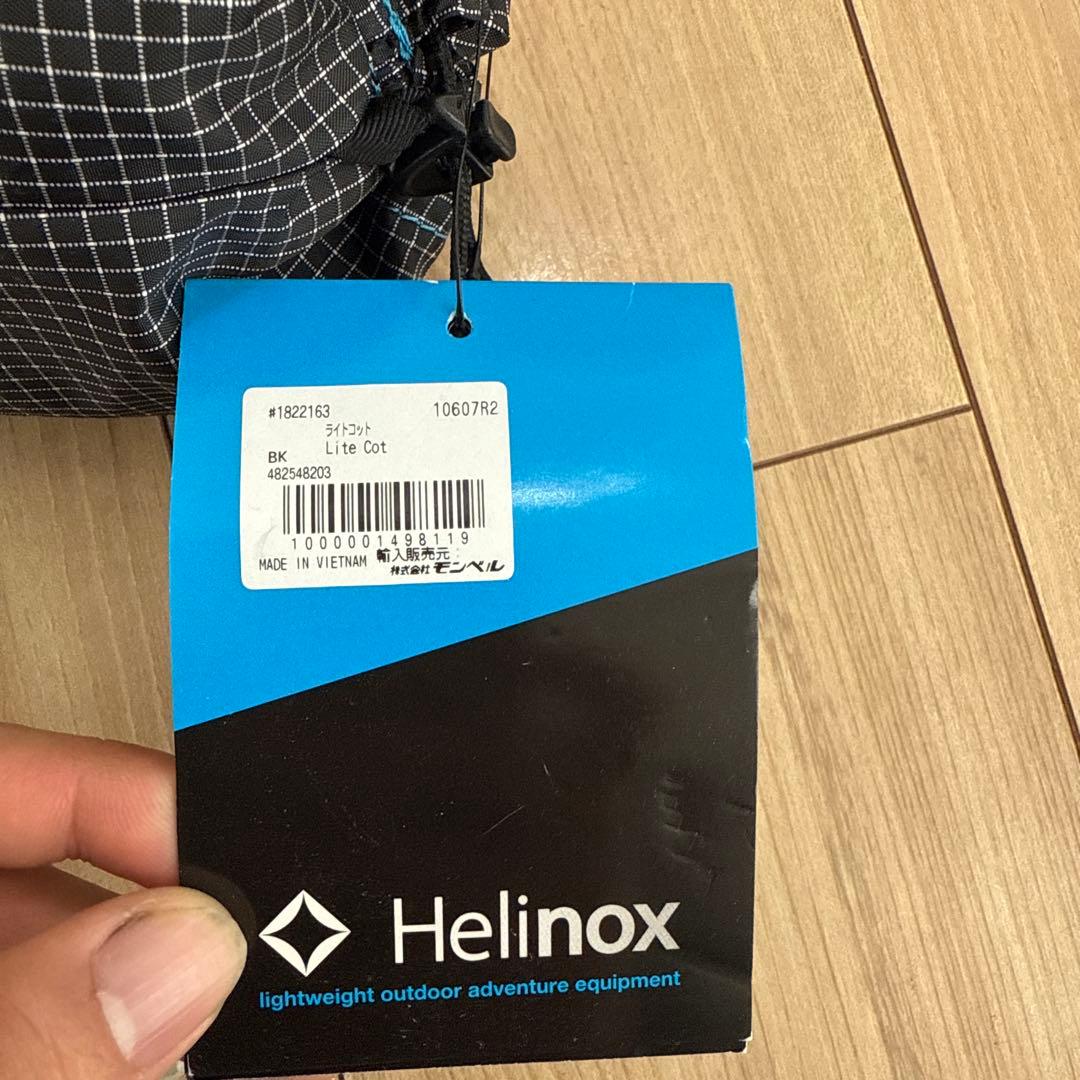 #1822163 10607R2
ライトコット
BK Lite Cot
482548203
1000001498119
MADE IN VIETNAM 輸入販売元:
株式会社 モンベル
Helinox
lightweight outdoor adventure equipment